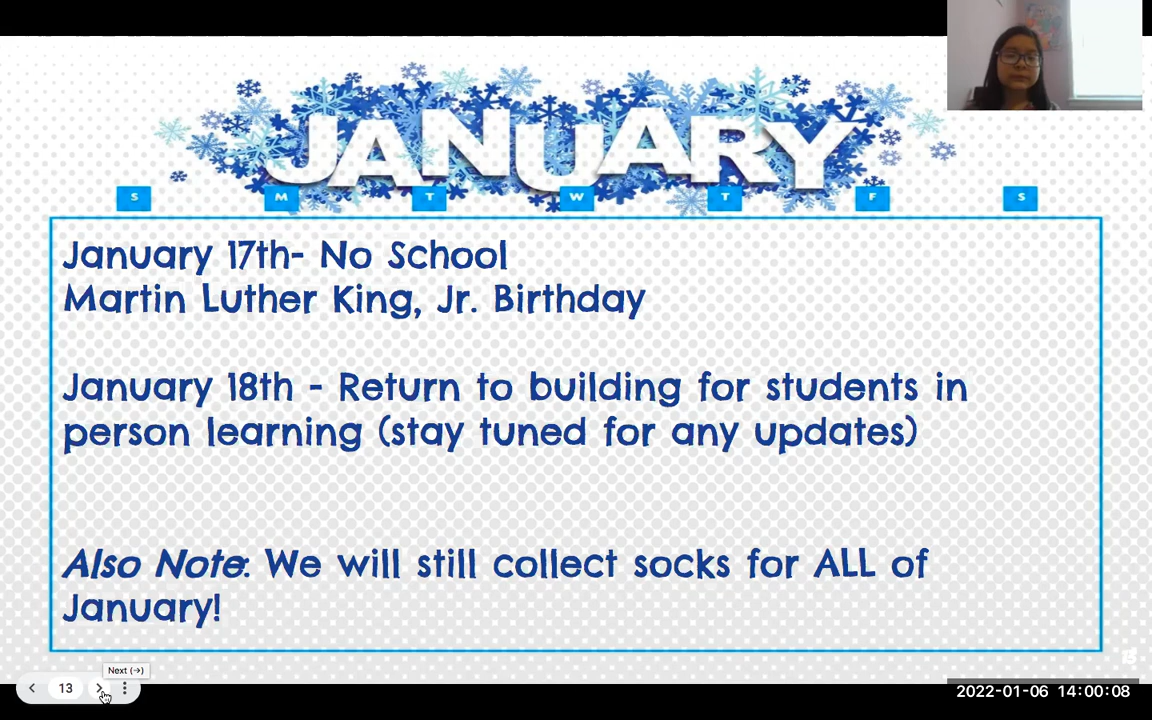 JANUARY
S M T W T F S
January 17th- No School
Martin Luther King, Jr. Birthday
January 18th - Return to building for students in
person learning (stay tuned for any updates)
Also Note: We will still collect socks for ALL of
January!
Next (→)
13
2022-01-06 14:00:08